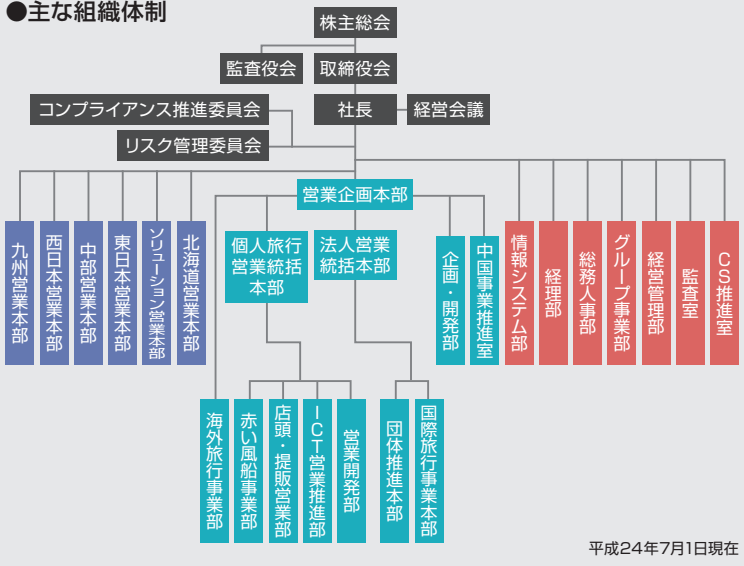 ●主な組織体制
株主総会
監査役会
取締役会
コンプライアンス推進委員会
社長
経営会議
リスク管理委員会
営業企画本部
九州営業本部
西日本営業本部
中部営業本部
東日本営業本部
ソリューション営業本部
北海道営業本部
個人旅行
営業統括
本部
法人営業
統括本部
企画・開発部
中国事業推進室
情報システム部
経理部
総務人事部
グループ事業部
経営管理部
監査室
CS推進室
海外旅行事業部
赤い風船事業部
店頭・提販営業部
ICT営業推進部
営業開発部
団体推進本部
国際旅行事業本部
平成24年7月1日現在